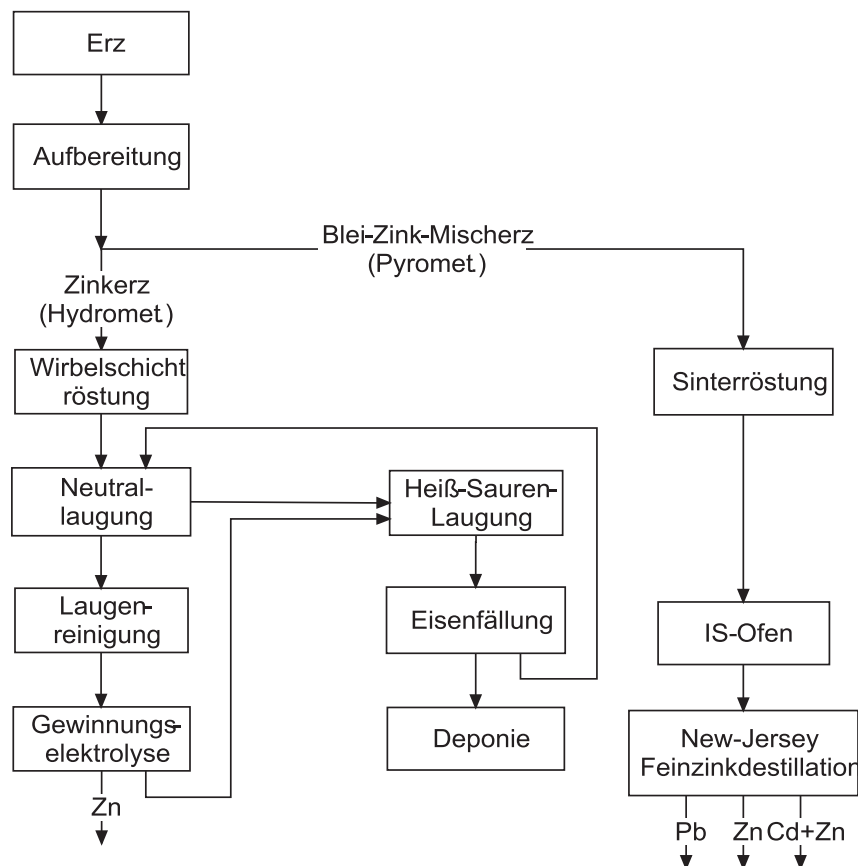 Erz
Aufbereitung
Blei-Zink-Mischerz
(Pyromet.)
Zinkerz
(Hydromet.)
Wirbelschicht
röstung
Sinterröstung
Neutral-
laugung
Heiß-Sauren-
Laugung
Laugen-
reinigung
Eisenfällung
IS-Ofen
Gewinnungs-
elektrolyse
Deponie
New-Jersey
Feinzinkdestillation
Zn
Pb
Zn
Cd+Zn